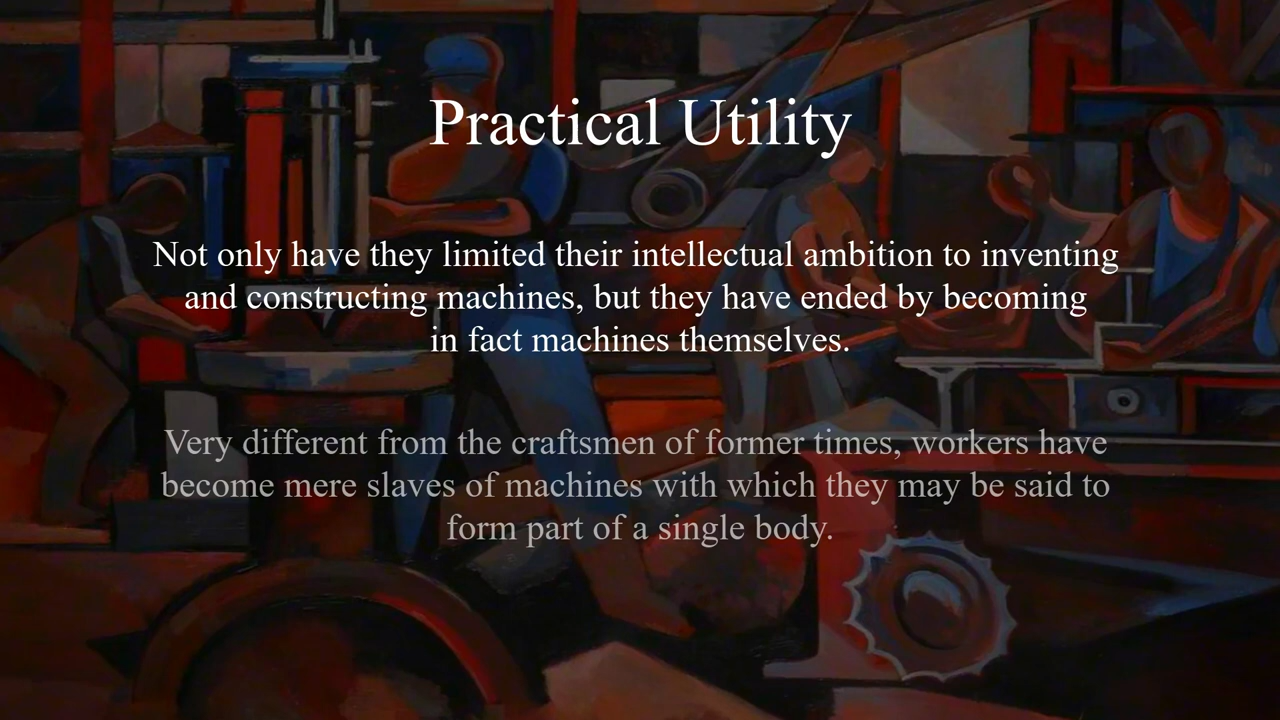 Practical Utility
Not only have they limited their intellectual ambition to inventing
and constructing machines, but they have ended by becoming
in fact machines themselves.
Very different from the craftsmen of former times, workers have
become mere slaves of machines with which they may be said to
form part of a single body.